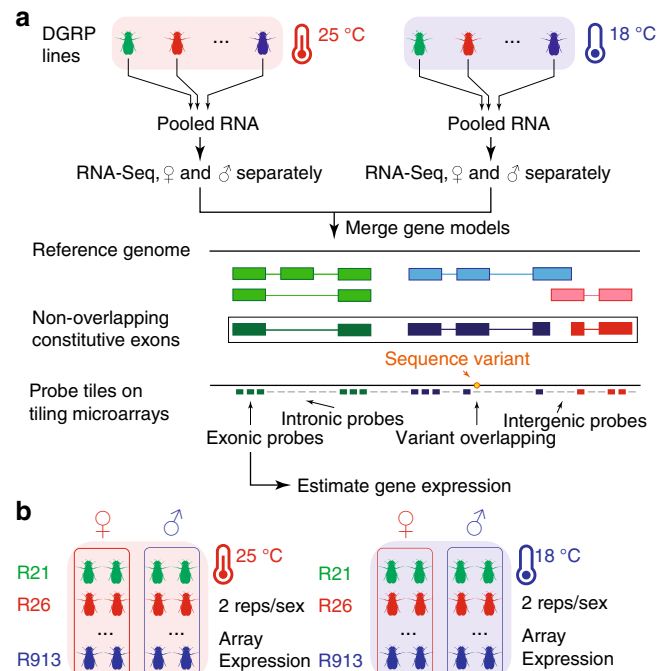 a
DGRP lines
...
25 °C
...
18 °C
Pooled RNA
Pooled RNA
RNA-Seq, ♀ and ♂ separately
RNA-Seq, ♀ and ♂ separately
Merge gene models
Reference genome
Non-overlapping
constitutive exons
Sequence variant
Probe tiles on
tiling microarrays
Intronic probes
Intergenic probes
Exonic probes
Variant overlapping
Estimate gene expression
b
♀
♂
25 °C
R21
R26
2 reps/sex
...
...
Array
R913
Expression
♀
♂
18 °C
R21
R26
2 reps/sex
...
...
Array
R913
Expression